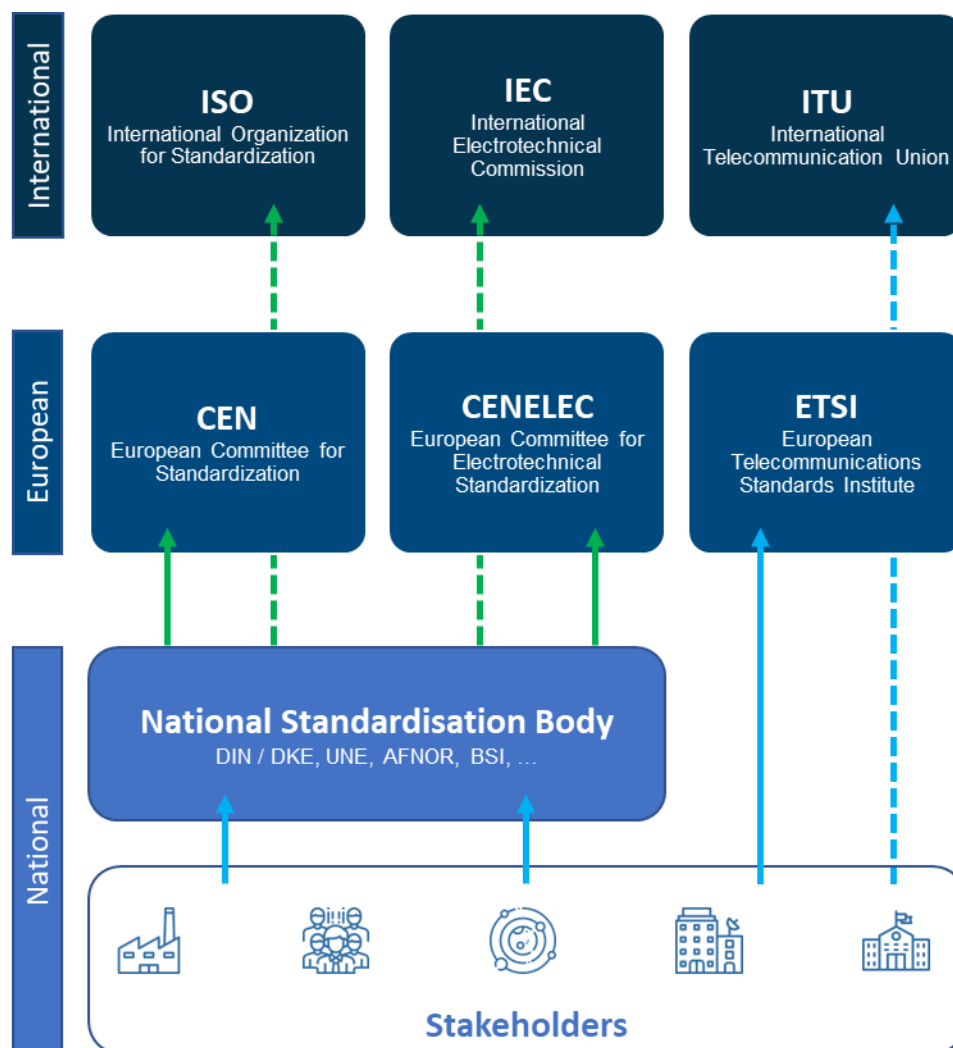 International
ISO
International Organization
for Standardization
IEC
International
Electrotechnical
Commission
ITU
International
Telecommunication Union
European
CEN
European Committee for
Standardization
CENELEC
European Committee for
Electrotechnical
Standardization
ETSI
European
Telecommunications
Standards Institute
National
National Standardisation Body
DIN / DKE, UNE, AFNOR, BSI, ...
Stakeholders